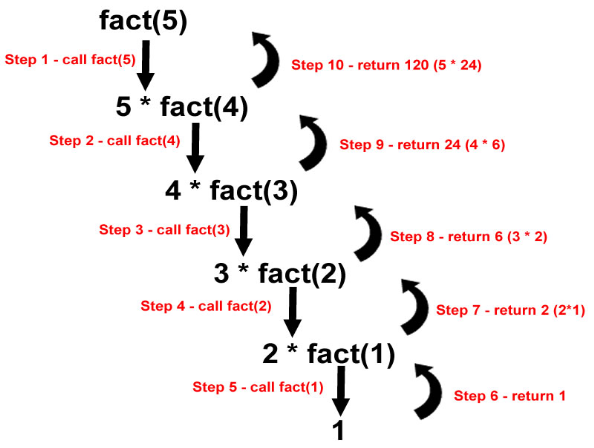 fact(5)
Step 1 - call fact(5)
Step 10 - return 120 (5 * 24)
5 * fact(4)
Step 2 - call fact(4)
Step 9 - return 24 (4 * 6)
4 * fact(3)
Step 3 - call fact(3)
Step 8 - return 6 (3 * 2)
3 * fact(2)
Step 4 - call fact(2)
Step 7 - return 2 (2*1)
2 * fact(1)
Step 5 - call fact(1)
Step 6 - return 1
1